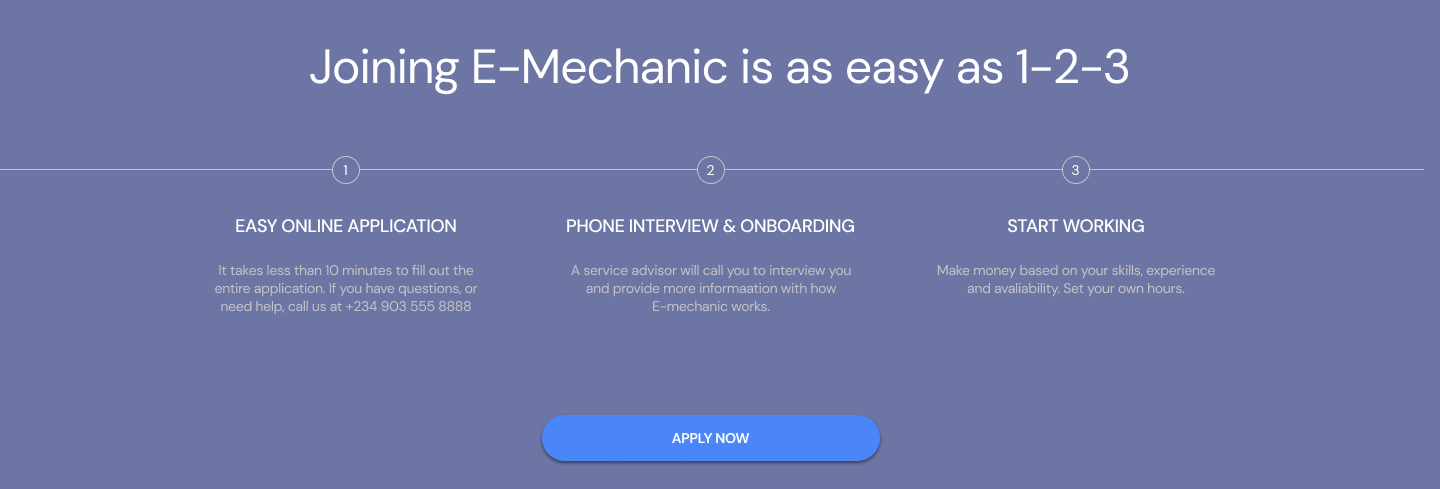 Joining E-Mechanic is as easy as 1-2-3
1
2
3
EASY ONLINE APPLICATION
It takes less than 10 minutes to fill out the
entire application. If you have questions, or
need help, call us at +234 903 555 8888
PHONE INTERVIEW & ONBOARDING
A service advisor will call you to interview you
and provide more informaation with how
E-mechanic works.
START WORKING
Make money based on your skills, experience
and avaliability. Set your own hours.
APPLY NOW